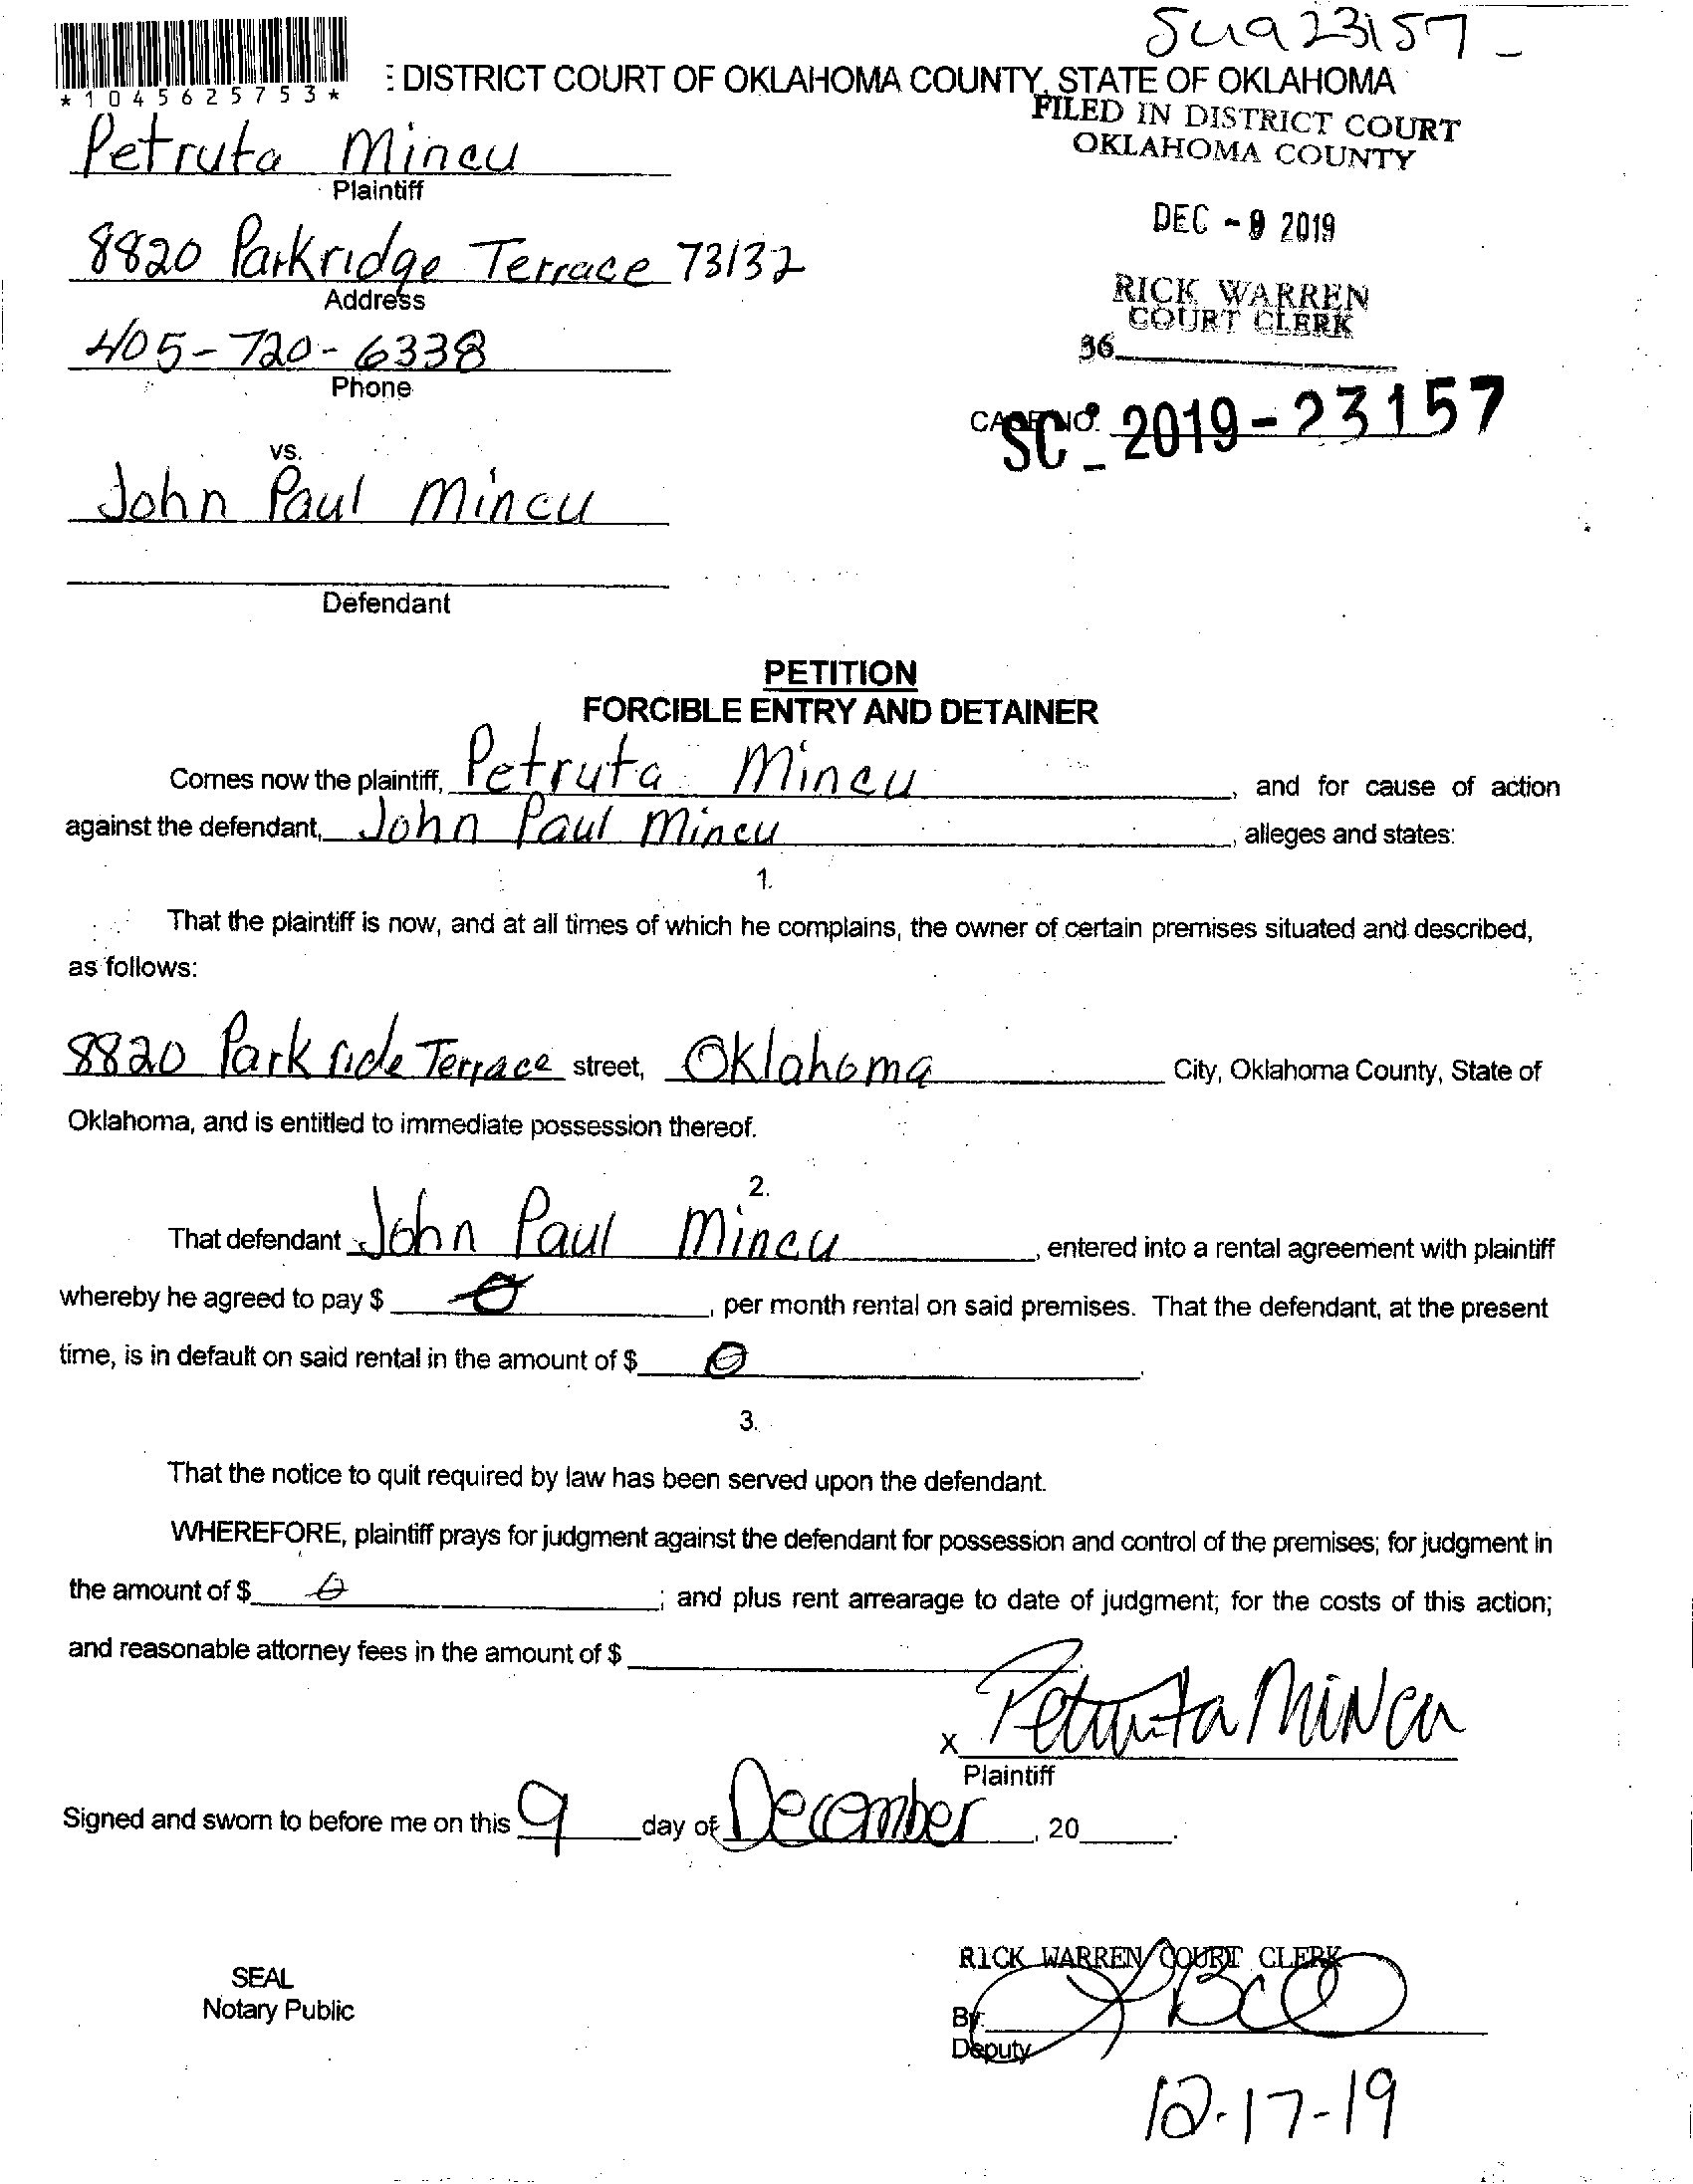 SC1923157-
*1045625753*
: DISTRICT COURT OF OKLAHOMA COUNTY, STATE OF OKLAHOMA
FILED IN DISTRICT COURT
OKLAHOMA COUNTY
Petruta Mincu
Plaintiff
DEC - 9 2019
8820 Parkridge Terrace 73132
Address
RICK WARREN
COURT CLERK
405-720-6338
Phone
36
CASE NO.
SC - 2019-23157
vs.
John Paul Mincu
Defendant
PETITION
FORCIBLE ENTRY AND DETAINER
Comes now the plaintiff, Petruta Mincu, and for cause of action
against the defendant, John Paul Mincu, alleges and states:
1.
That the plaintiff is now, and at all times of which he complains, the owner of certain premises situated and described,
as follows:
8820 Park ride Terrace street, Oklahoma City, Oklahoma County, State of
Oklahoma, and is entitled to immediate possession thereof.
2.
That defendant John Paul Mincu, entered into a rental agreement with plaintiff
whereby he agreed to pay $ 0, per month rental on said premises. That the defendant, at the present
time, is in default on said rental in the amount of $ 0.
3.
That the notice to quit required by law has been served upon the defendant.
WHEREFORE, plaintiff prays for judgment against the defendant for possession and control of the premises; for judgment in
the amount of $ 0; and plus rent arrearage to date of judgment; for the costs of this action;
and reasonable attorney fees in the amount of $
X Petruta Mincu
Plaintiff
Signed and sworn to before me on this 9 day of December, 20.
RICK WARREN COURT CLERK
SEAL
Notary Public
By:
Deputy
12-17-19